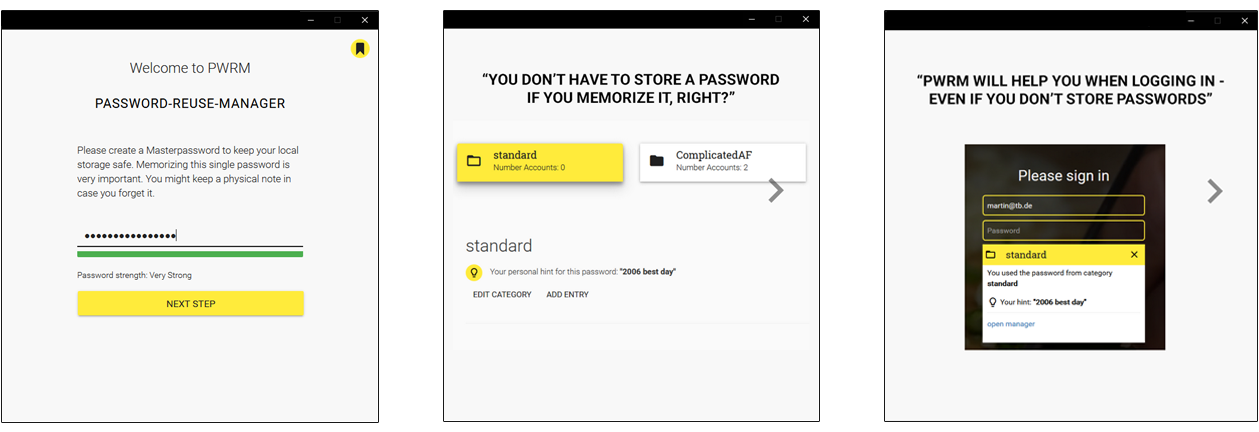 Welcome to PWRM
PASSWORD-REUSE-MANAGER
Please create a Masterpassword to keep your local
storage safe. Memorizing this single password is
very important. You might keep a physical note in
case you forget it.
••••••••••••••••
Password strength: Very Strong
NEXT STEP
“YOU DON’T HAVE TO STORE A PASSWORD
IF YOU MEMORIZE IT, RIGHT?”
standard
Number Accounts: 0
ComplicatedAF
Number Accounts: 2
standard
Your personal hint for this password: "2006 best day"
EDIT CATEGORY
ADD ENTRY
“PWRM WILL HELP YOU WHEN LOGGING IN -
EVEN IF YOU DON’T STORE PASSWORDS”
Please sign in
martin@tb.de
Password
standard
You used the password from category
standard
Your hint: "2006 best day"
open manager